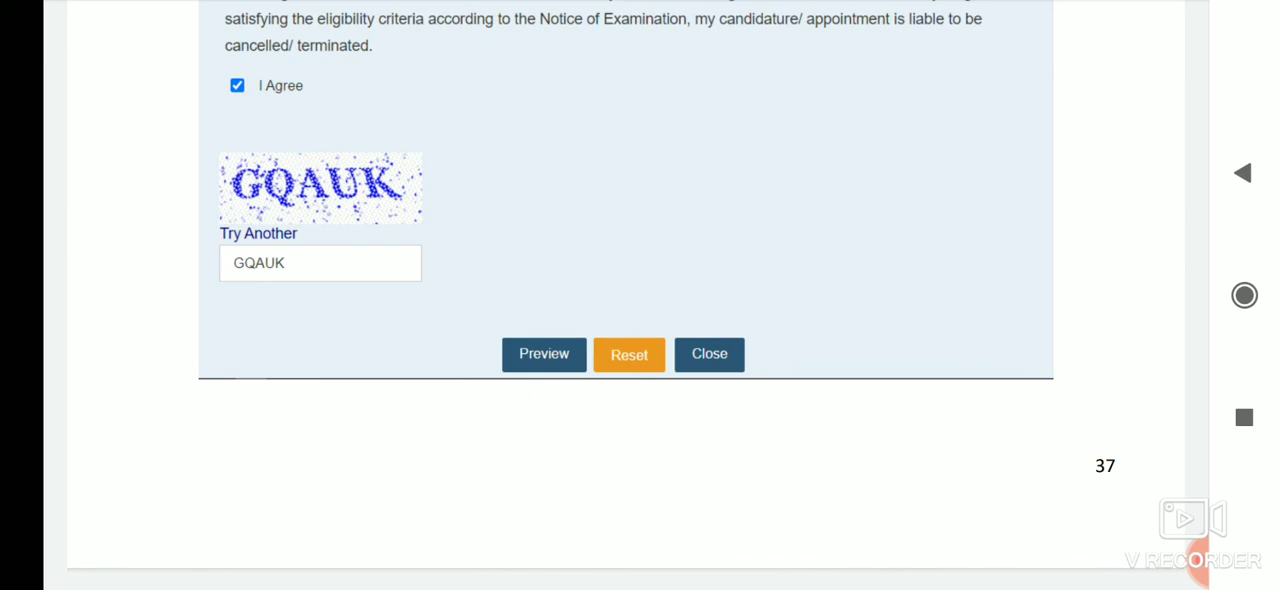 satisfying the eligibility criteria according to the Notice of Examination, my candidature/ appointment is liable to be
cancelled/ terminated.
I Agree
GQAUK
Try Another
GQAUK
Preview Reset Close
37
V RECORDER